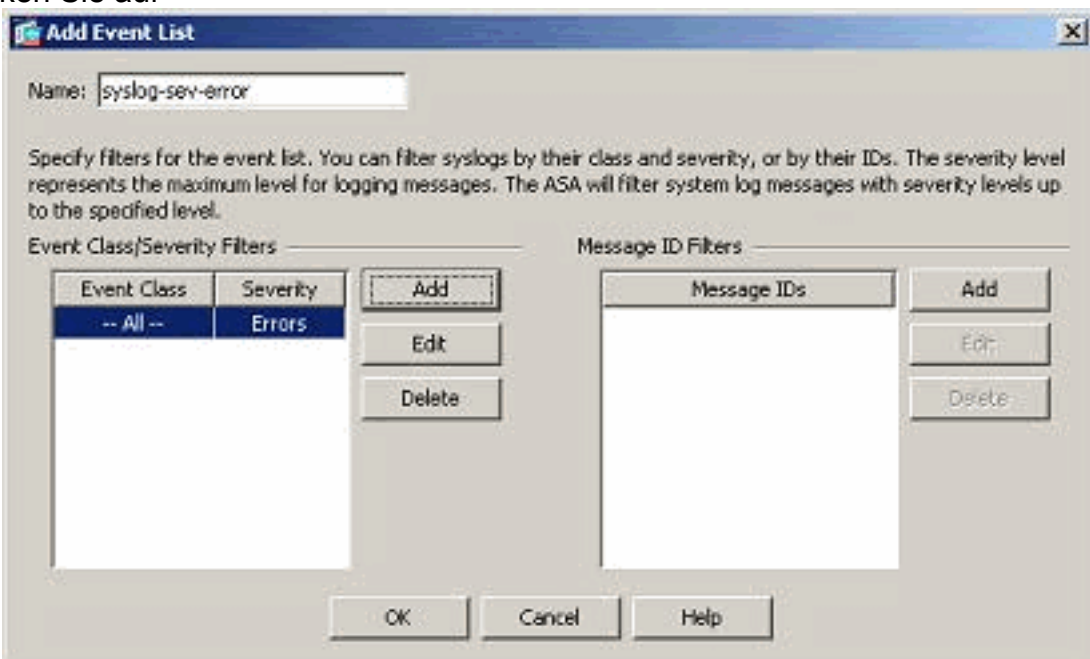 Sie auf
Add Event List
Name: syslog-sev-error
Specify filters for the event list. You can filter syslogs by their class and severity, or by their IDs. The severity level
represents the maximum level for logging messages. The ASA will filter system log messages with severity levels up
to the specified level.
Event Class/Severity Filters
Message ID Filters
Event Class Severity Add Message IDs Add
-- All -- Errors
Edit Edit
Delete Delete
OK Cancel Help